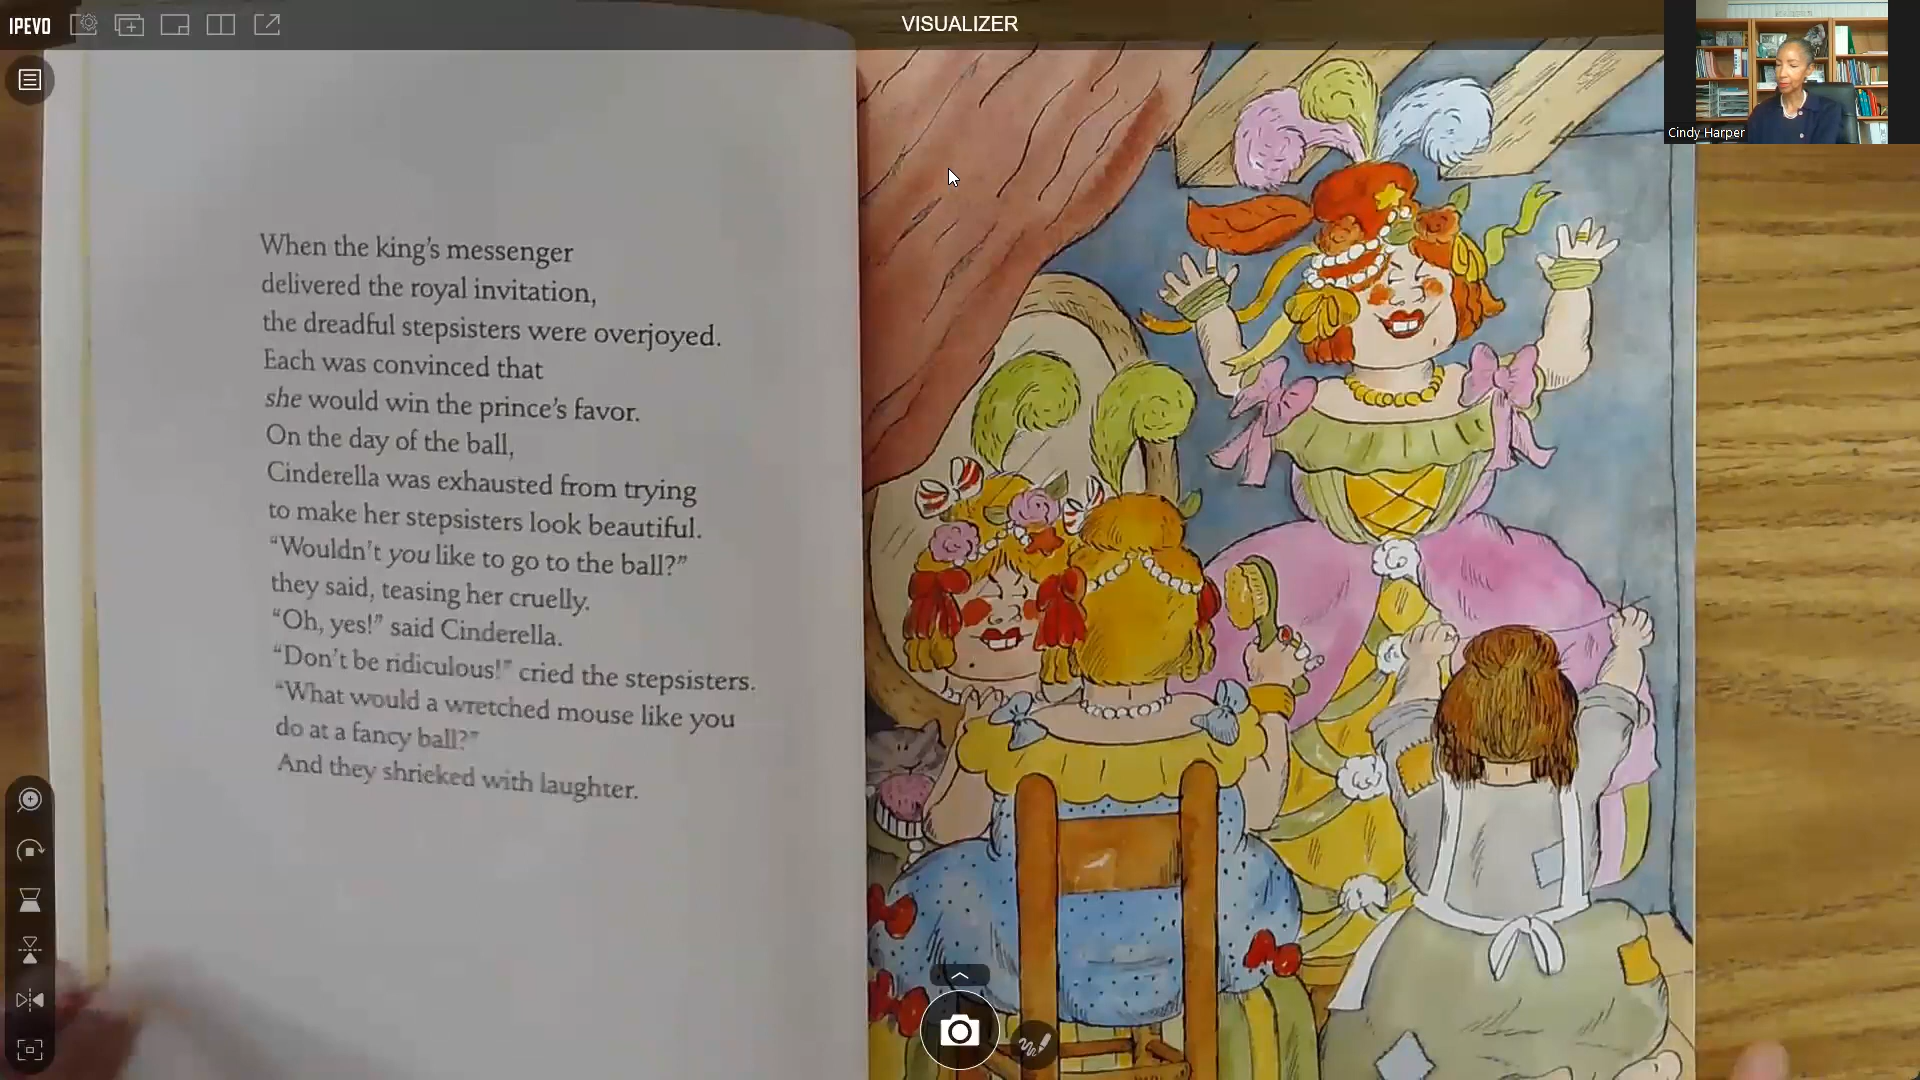 IPEVO
VISUALIZER
Cindy Harper
When the king's messenger
delivered the royal invitation,
the dreadful stepsisters were overjoyed.
Each was convinced that
she would win the prince's favor.
On the day of the ball,
Cinderella was exhausted from trying
to make her stepsisters look beautiful.
“Wouldn't you like to go to the ball?”
they said, teasing her cruelly.
“Oh, yes!” said Cinderella.
“Don't be ridiculous!” cried the stepsisters.
“What would a wretched mouse like you
do at a fancy ball?”
And they shrieked with laughter.